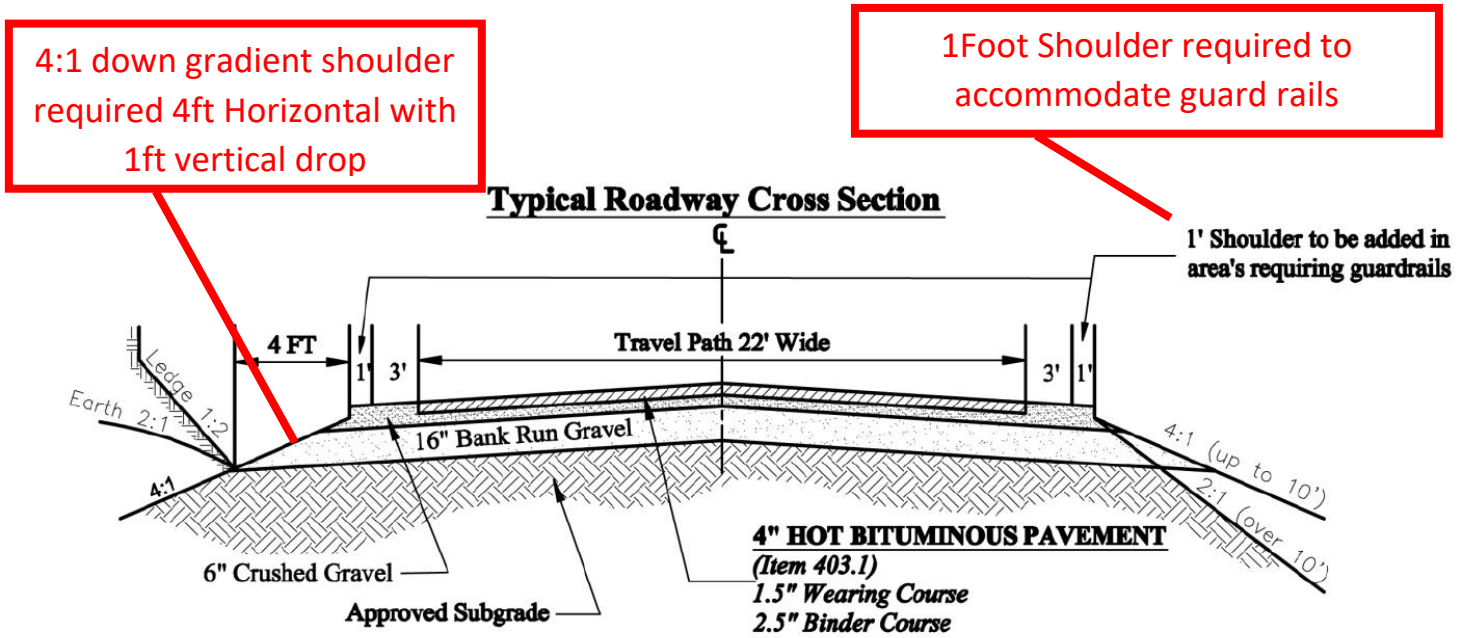 4:1 down gradient shoulder
required 4ft Horizontal with
1ft vertical drop
1Foot Shoulder required to
accommodate guard rails
Typical Roadway Cross Section
℄
1' Shoulder to be added in
area's requiring guardrails
4 FT
1'
3'
Travel Path 22' Wide
3'
1'
Ledge 1:2
Earth 2:1
4:1
16" Bank Run Gravel
4:1 (up to 10')
2:1 (over 10')
6" Crushed Gravel
Approved Subgrade
4" HOT BITUMINOUS PAVEMENT
(Item 403.1)
1.5" Wearing Course
2.5" Binder Course